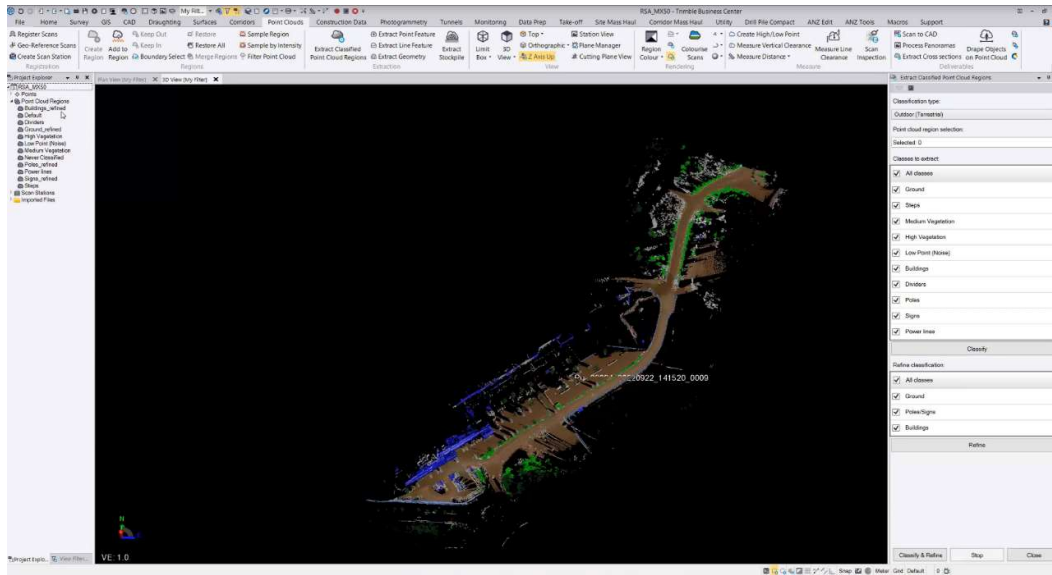 RSA_MX50 - Trimble Business Center
File Home Survey GIS CAD Draughting Surfaces Corridors Point Clouds Construction Data Photogrammetry Tunnels Monitoring Data Prep Take-off Site Mass Haul Corridor Mass Haul Utility Drill Pile Compact ANZ Edit ANZ Tools Macros Support
Register Scans
Geo-Reference Scans
Create Scan Station
Registration
Create Region
Add to Region
Keep Out
Keep In
Boundary Select
Restore
Restore All
Merge Regions
Sample Region
Sample by Intensity
Filter Point Cloud
Regions
Extract Classified Point Cloud Regions
Extract Point Feature
Extract Line Feature
Extract Geometry
Extract Stockpile
Extraction
Limit Box
3D View
Top
Orthographic
Z Axis Up
Station View
Plane Manager
Cutting Plane View
View
Region Colour
Colourise Scans
Rendering
Create High/Low Point
Measure Vertical Clearance
Measure Distance
Measure Line Clearance
Scan Inspection
Measure
Scan to CAD
Process Panoramas
Extract Cross sections
Drape Objects on Point Cloud
Deliverables
Project Explorer
RSA_MX50
Points
Point Cloud Regions
Buildings_refined
Default
Dividers
Ground_refined
High Vegetation
Low Point (Noise)
Medium Vegetation
Never Classified
Poles_refined
Power lines
Signs_refined
Steps
Scan Stations
Imported Files
Plan View (My Filter)
3D View (My Filter)
20922_141520_0009
N
VE: 1.0
Project Explo...
View Filter...
Extract Classified Point Cloud Regions
Classification type:
Outdoor (Terrestrial)
Point cloud region selection:
Selected: 0
Classes to extract:
All classes
Ground
Steps
Medium Vegetation
High Vegetation
Low Point (Noise)
Buildings
Dividers
Poles
Signs
Power lines
Classify
Refine classification:
All classes
Ground
Poles/Signs
Buildings
Refine
Classify & Refine
Stop
Close
Snap
Meter
Grid
Default
0